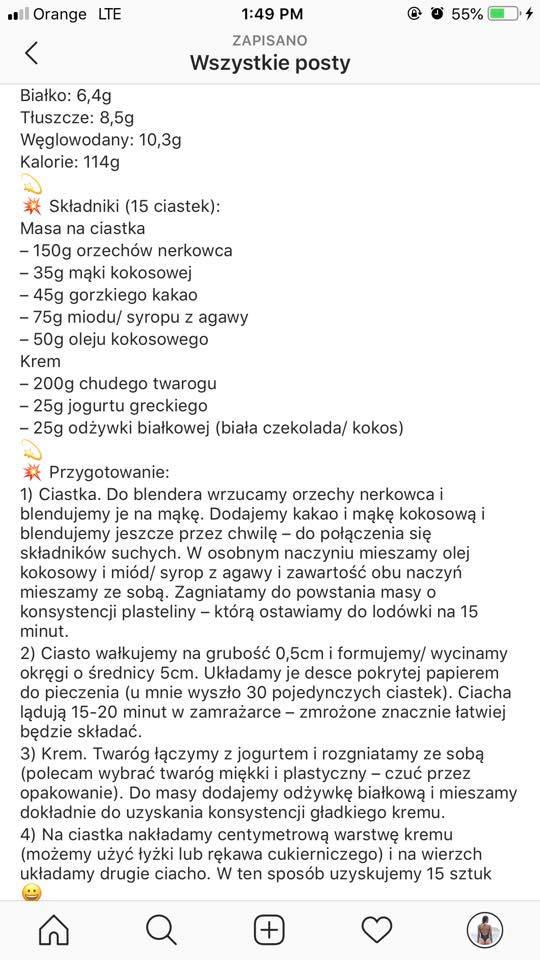 Orange LTE 1:49 PM 55%
ZAPISANO
Wszystkie posty
Białko: 6,4g
Tłuszcze: 8,5g
Węglowodany: 10,3g
Kalorie: 114g
💫
💥 Składniki (15 ciastek):
Masa na ciastka
– 150g orzechów nerkowca
– 35g mąki kokosowej
– 45g gorzkiego kakao
– 75g miodu/ syropu z agawy
– 50g oleju kokosowego
Krem
– 200g chudego twarogu
– 25g jogurtu greckiego
– 25g odżywki białkowej (biała czekolada/ kokos)
💫
💥 Przygotowanie:
1) Ciastka. Do blendera wrzucamy orzechy nerkowca i
blendujemy je na mąkę. Dodajemy kakao i mąkę kokosową i
blendujemy jeszcze przez chwilę – do połączenia się
składników suchych. W osobnym naczyniu mieszamy olej
kokosowy i miód/ syrop z agawy i zawartość obu naczyń
mieszamy ze sobą. Zagniatamy do powstania masy o
konsystencji plasteliny – którą ostawiamy do lodówki na 15
minut.
2) Ciasto wałkujemy na grubość 0,5cm i formujemy/ wycinamy
okręgi o średnicy 5cm. Układamy je desce pokrytej papierem
do pieczenia (u mnie wyszło 30 pojedynczych ciastek). Ciacha
lądują 15-20 minut w zamrażarce – zmrożone znacznie łatwiej
będzie składać.
3) Krem. Twaróg łączymy z jogurtem i rozgniatamy ze sobą
(polecam wybrać twaróg miękki i plastyczny – czuć przez
opakowanie). Do masy dodajemy odżywkę białkową i mieszamy
dokładnie do uzyskania konsystencji gładkiego kremu.
4) Na ciastka nakładamy centymetrową warstwę kremu
(możemy użyć łyżki lub rękawa cukierniczego) i na wierzch
układamy drugie ciacho. W ten sposób uzyskujemy 15 sztuk
😀